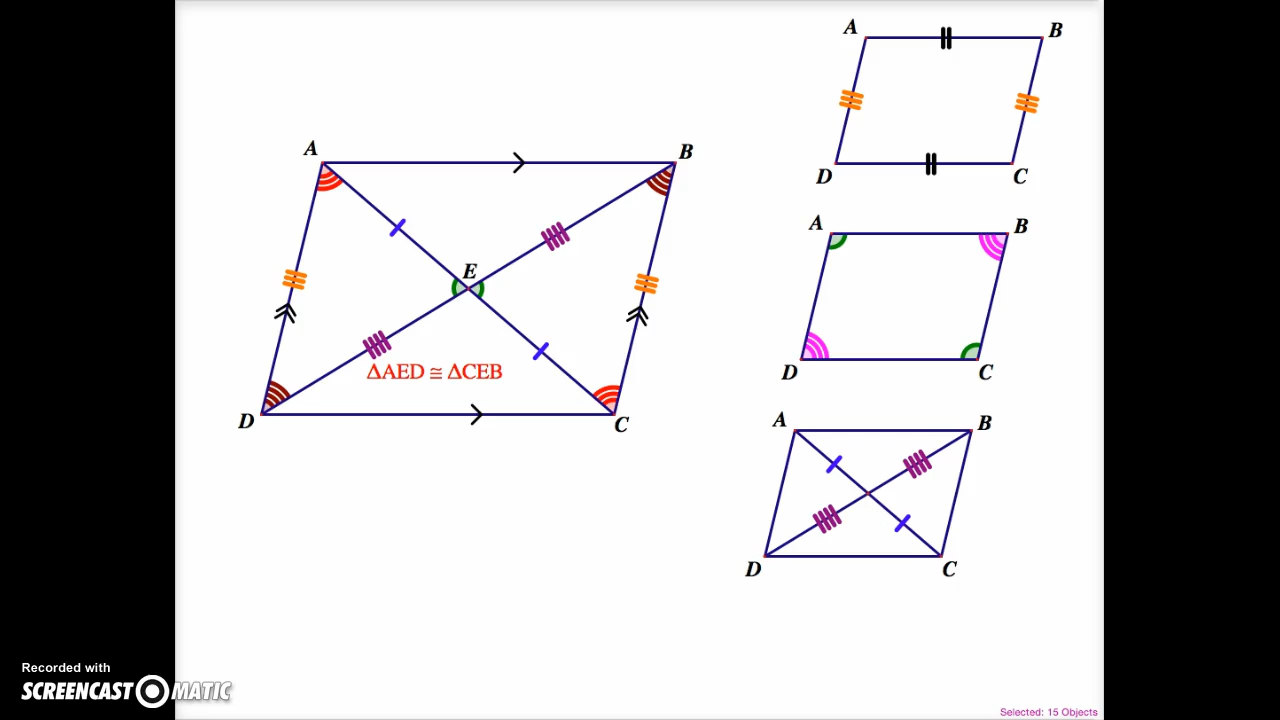 A
B
D
C
A
B
E
ΔAED ≅ ΔCEB
D
C
A
B
D
C
A
B
D
C
Recorded with
SCREENCAST MATIC
Selected: 15 Objects